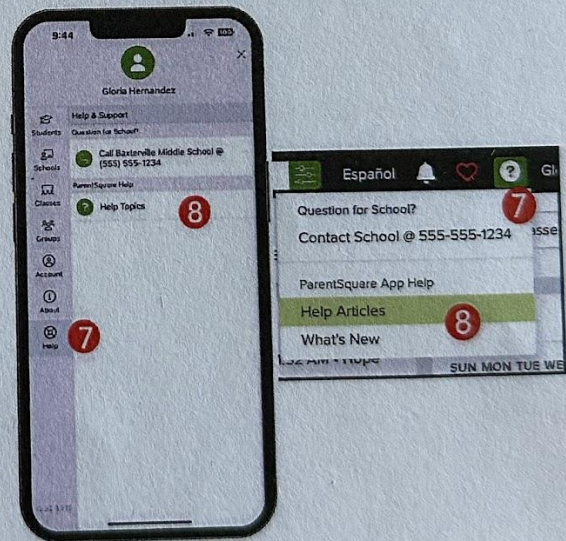 9:44
Gloria Hernandez
Help & Support
Question for School?
Call Baxterville Middle School @
(555) 555-1234
ParentSquare Help
Help Topics
8
Students
Schools
Classes
Groups
Account
About
Help
7
Español
?
Gl
7
Question for School?
Contact School @ 555-555-1234
asse
ParentSquare App Help
Help Articles
8
What's New
SUN MON TUE WE